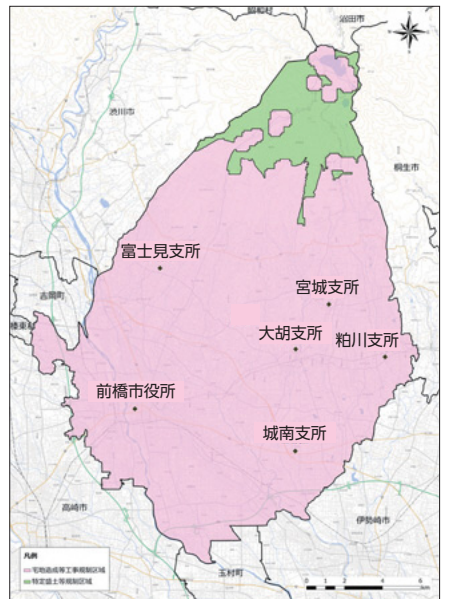 昭和村
沼田市
渋川市
桐生市
富士見支所
宮城支所
吉岡町
大胡支所
粕川支所
榛東村
前橋市役所
城南支所
高崎市
伊勢崎市
玉村町
凡例
宅地造成等工事規制区域
特定盛土等規制区域